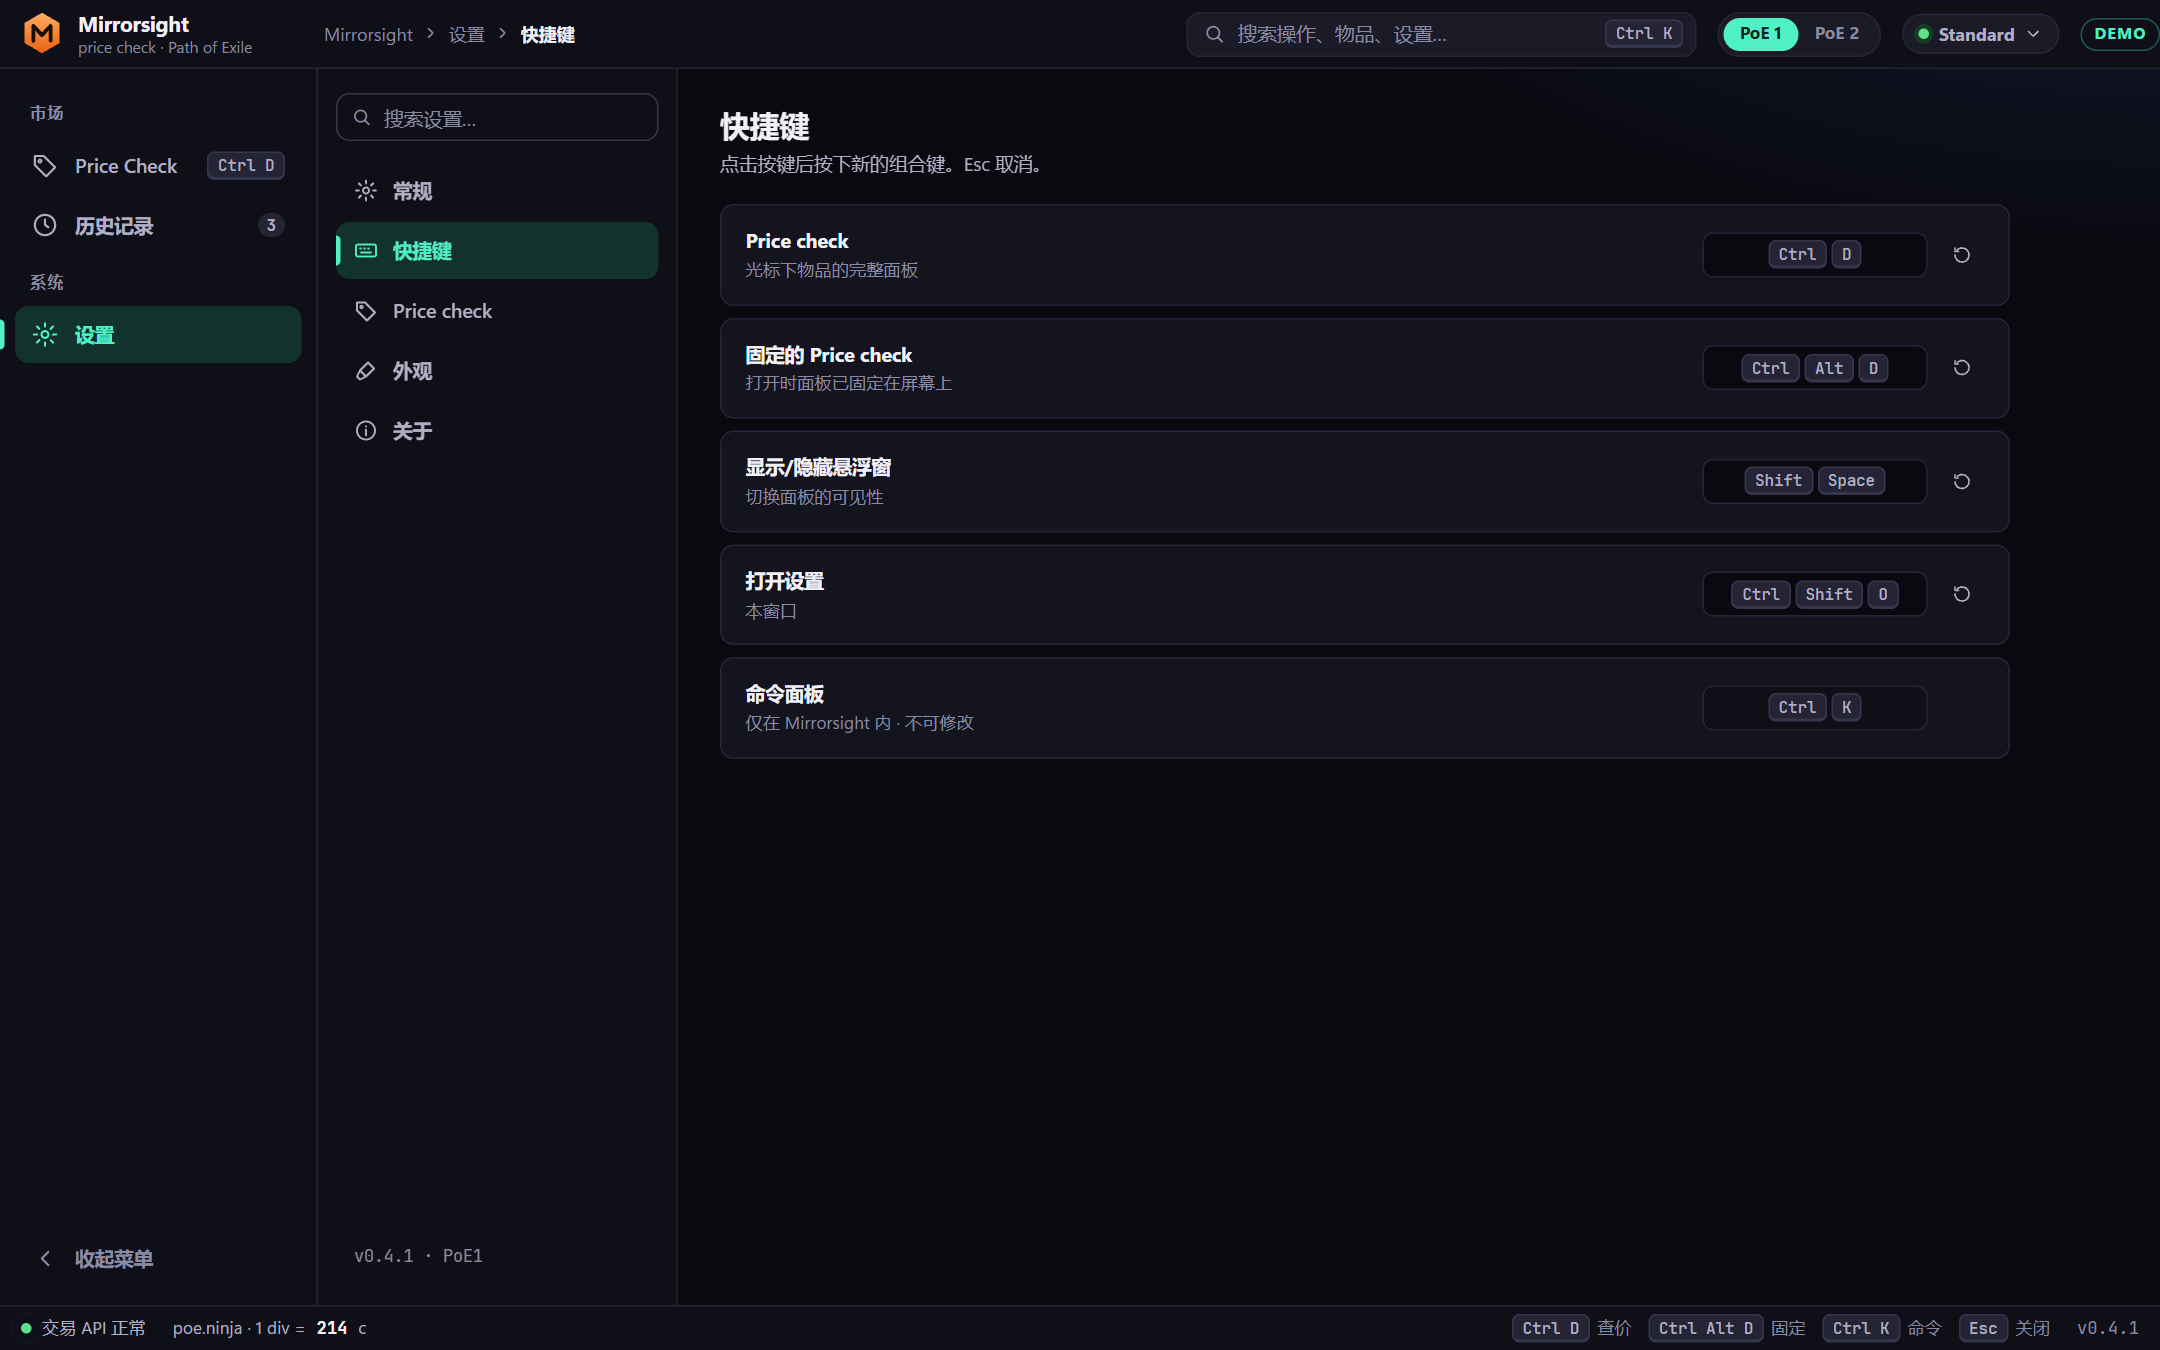 Mirrorsight
price check · Path of Exile
Mirrorsight > 设置 > 快捷键
搜索操作、物品、设置... Ctrl K
PoE 1 PoE 2
Standard
DEMO
市场
Price Check Ctrl D
历史记录 3
系统
设置
收起菜单
搜索设置...
常规
快捷键
Price check
外观
关于
v0.4.1 · PoE1
快捷键
点击按键后按下新的组合键。Esc 取消。
Price check
光标下物品的完整面板
Ctrl D
固定的 Price check
打开时面板已固定在屏幕上
Ctrl Alt D
显示/隐藏悬浮窗
切换面板的可见性
Shift Space
打开设置
本窗口
Ctrl Shift O
命令面板
仅在 Mirrorsight 内 · 不可修改
Ctrl K
交易 API 正常 poe.ninja · 1 div = 214 c
Ctrl D 查价 Ctrl Alt D 固定 Ctrl K 命令 Esc 关闭 v0.4.1